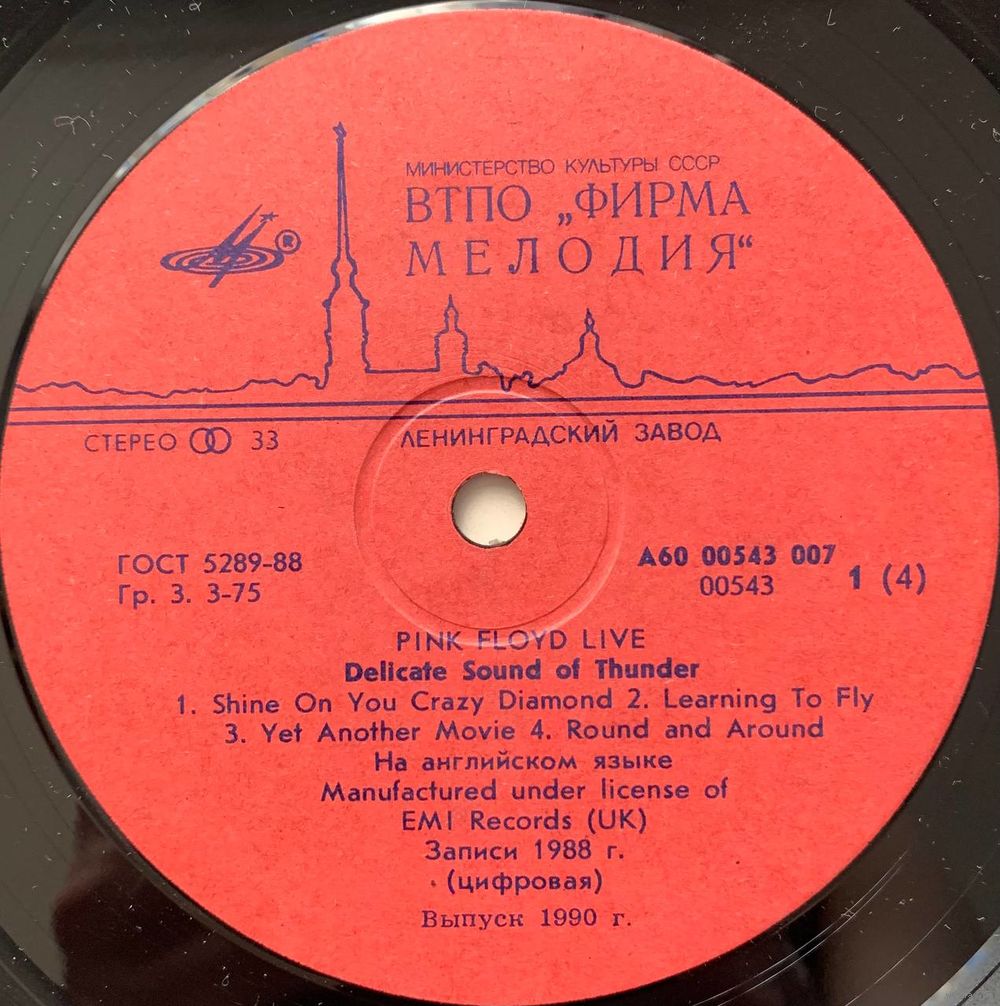 МИНИСТЕРСТВО КУЛЬТУРЫ СССР
ВТПО „ФИРМА
МЕЛОДИЯ“
®
СТЕРЕО 33
ЛЕНИНГРАДСКИЙ ЗАВОД
ГОСТ 5289-88
Гр. 3. 3-75
А60 00543 007
00543
1 (4)
PINK FLOYD LIVE
Delicate Sound of Thunder
1. Shine On You Crazy Diamond 2. Learning To Fly
3. Yet Another Movie 4. Round and Around
На английском языке
Manufactured under license of
EMI Records (UK)
Записи 1988 г.
(цифровая)
Выпуск 1990 г.